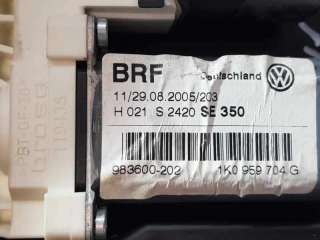 BRF Deutschland
11/29.08.2005/203
H 021 S 2420 SE 350
983600-202 1K0 959 704 G